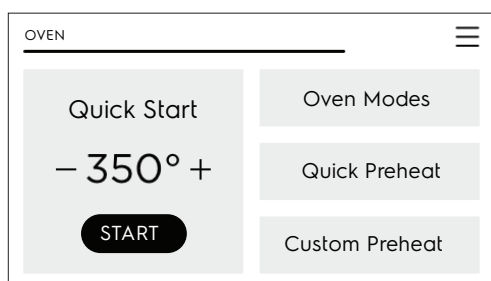 OVEN
Quick Start
− 350° +
START
Oven Modes
Quick Preheat
Custom Preheat